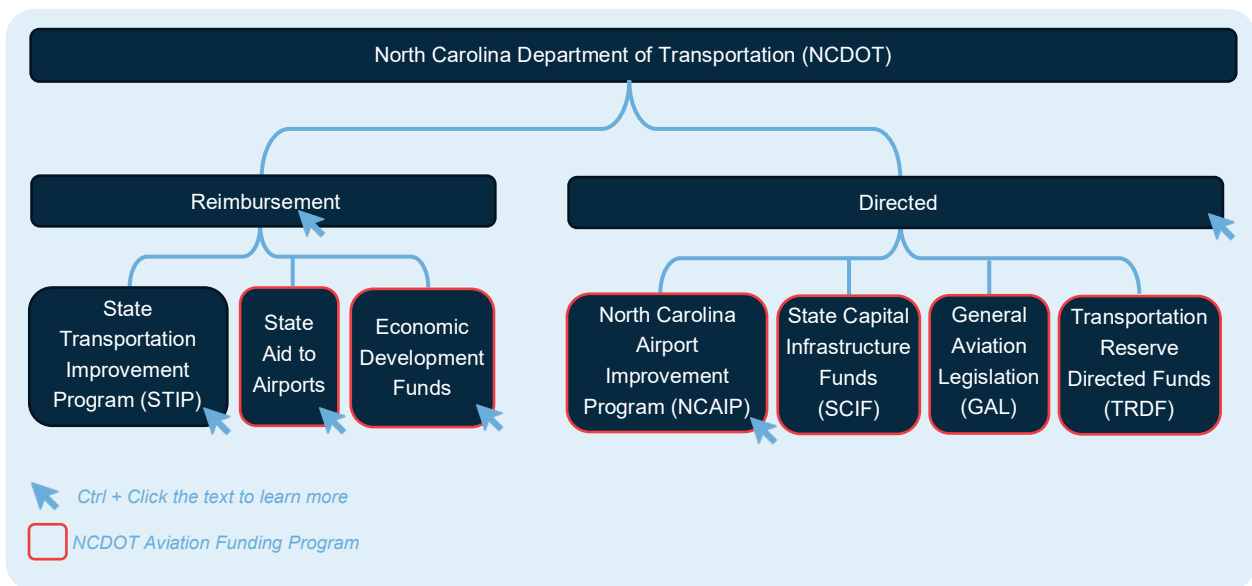 North Carolina Department of Transportation (NCDOT)
Reimbursement
Directed
State
Transportation
Improvement
Program (STIP)
State
Aid to
Airports
Economic
Development
Funds
North Carolina
Airport
Improvement
Program (NCAIP)
State Capital
Infrastructure
Funds
(SCIF)
General
Aviation
Legislation
(GAL)
Transportation
Reserve
Directed Funds
(TRDF)
Ctrl + Click the text to learn more
NCDOT Aviation Funding Program